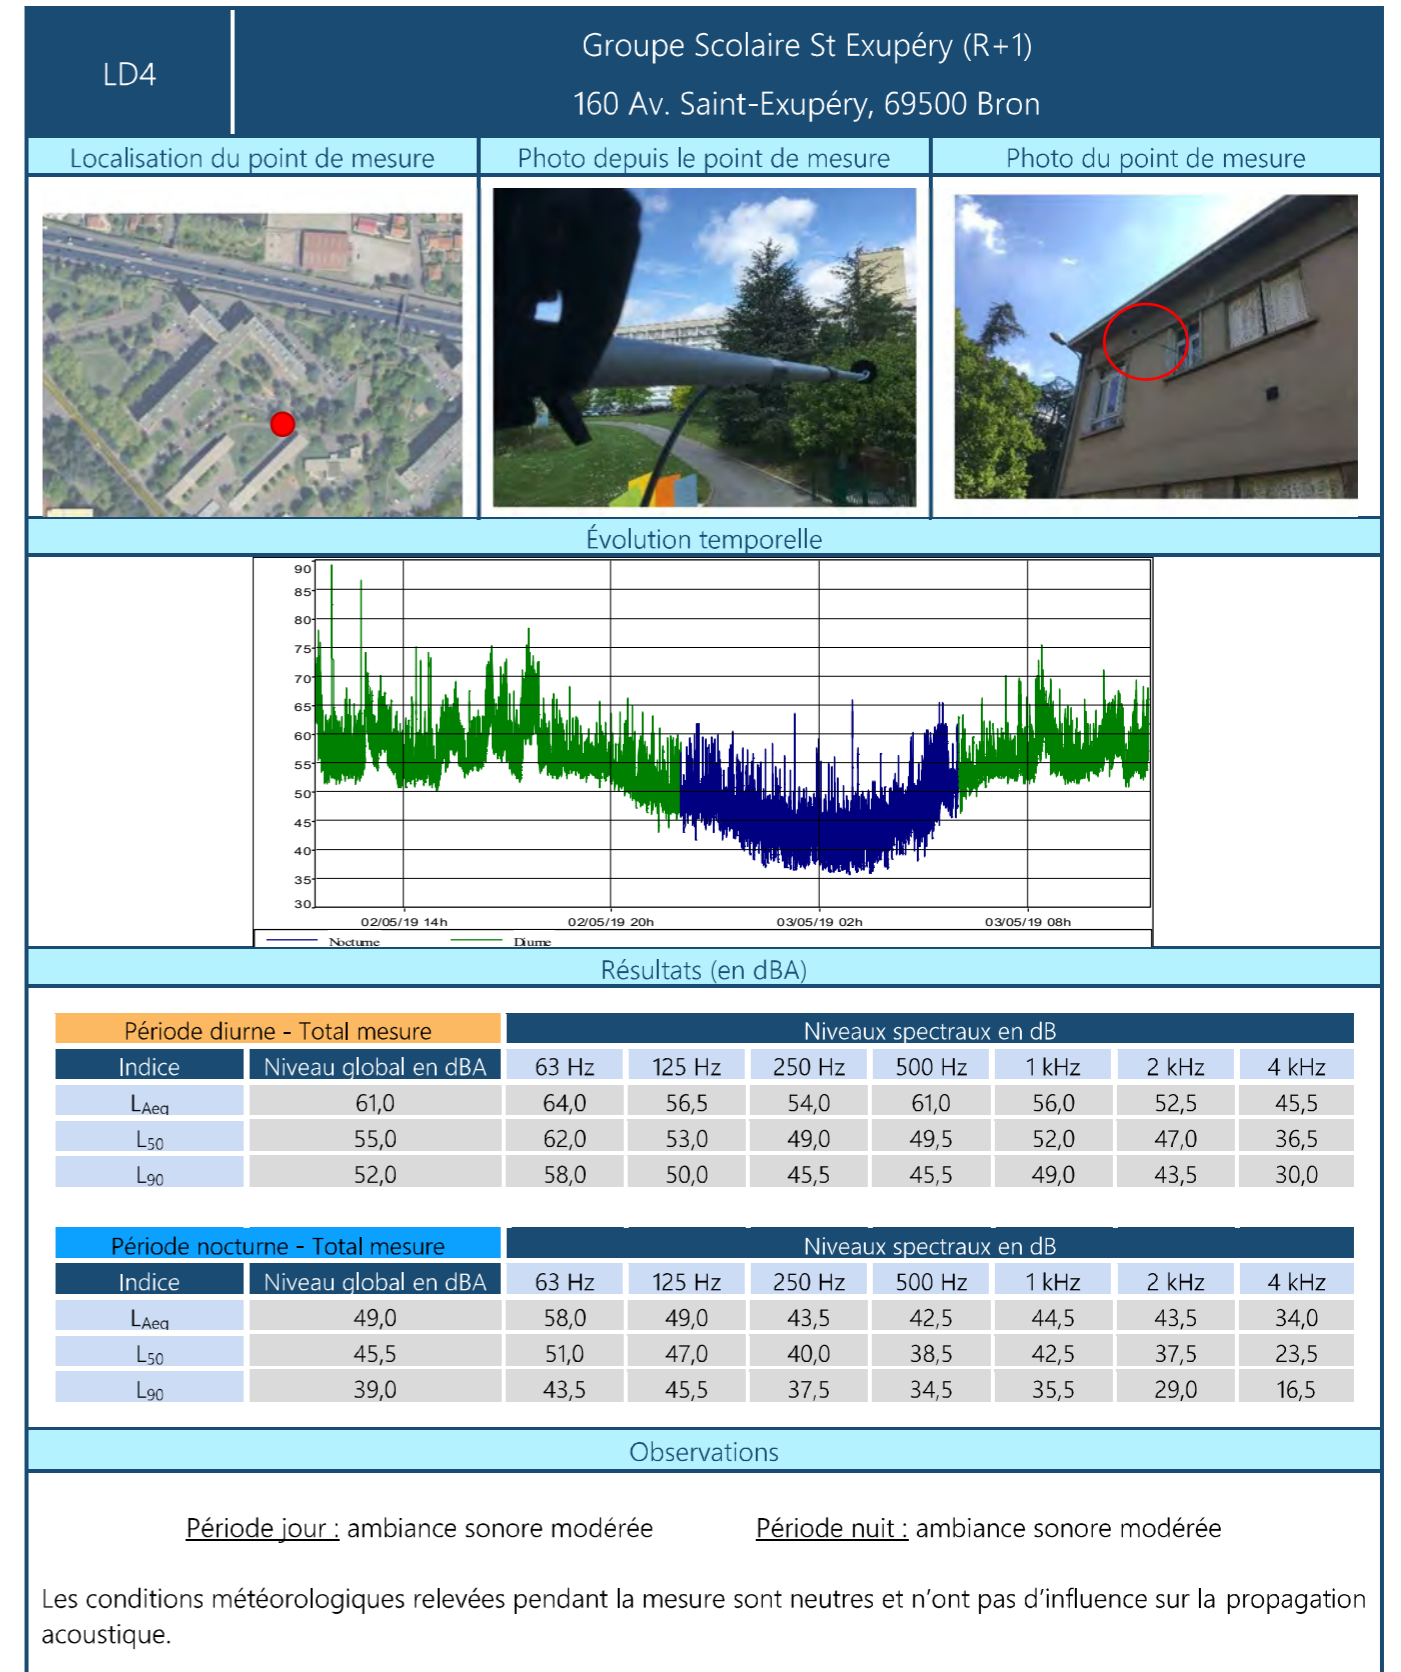 LD4
Groupe Scolaire St Exupéry (R+1)
160 Av. Saint-Exupéry, 69500 Bron
Localisation du point de mesure
Photo depuis le point de mesure
Photo du point de mesure
Évolution temporelle
90
85
80
75
70
65
60
55
50
45
40
35
30
02/05/19 14h 02/05/19 20h 03/05/19 02h 03/05/19 08h
Nocturne Diurne
Résultats (en dBA)
Période diurne - Total mesure Niveaux spectraux en dB
Indice Niveau global en dBA 63 Hz 125 Hz 250 Hz 500 Hz 1 kHz 2 kHz 4 kHz
LAeq 61,0 64,0 56,5 54,0 61,0 56,0 52,5 45,5
L50 55,0 62,0 53,0 49,0 49,5 52,0 47,0 36,5
L90 52,0 58,0 50,0 45,5 45,5 49,0 43,5 30,0
Période nocturne - Total mesure Niveaux spectraux en dB
Indice Niveau global en dBA 63 Hz 125 Hz 250 Hz 500 Hz 1 kHz 2 kHz 4 kHz
LAeq 49,0 58,0 49,0 43,5 42,5 44,5 43,5 34,0
L50 45,5 51,0 47,0 40,0 38,5 42,5 37,5 23,5
L90 39,0 43,5 45,5 37,5 34,5 35,5 29,0 16,5
Observations
Période jour : ambiance sonore modérée Période nuit : ambiance sonore modérée
Les conditions météorologiques relevées pendant la mesure sont neutres et n'ont pas d'influence sur la propagation
acoustique.